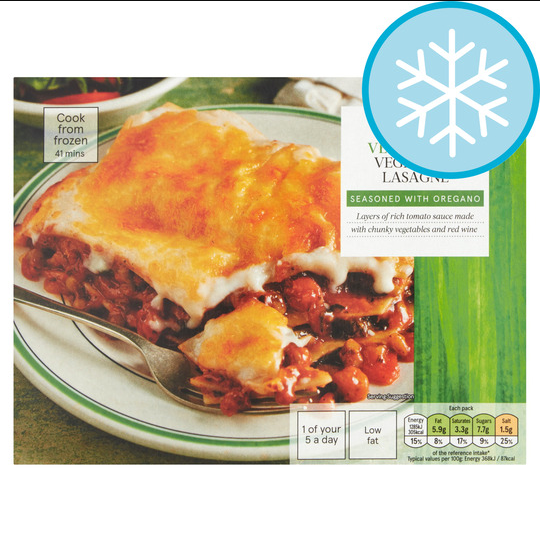 Cook
from
frozen
41 mins
LASAGNE
SEASONED WITH OREGANO
Layers of rich tomato sauce made
with chunky vegetables and red wine
Serving Suggestion
1 of your
5 a day
Low
fat
Each pack
Energy Fat Saturates Sugars Salt
1285kJ
305kcal 5.9g 3.3g 7.7g 1.5g
15% 8% 17% 9% 25%
of the reference intake*
Typical values per 100g: Energy 368kJ / 87kcal